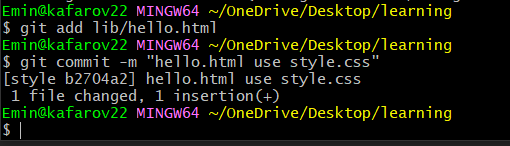 Emin@kafarov22 MINGW64 ~/OneDrive/Desktop/learning
$ git add lib/hello.html
Emin@kafarov22 MINGW64 ~/OneDrive/Desktop/learning
$ git commit -m "hello.html use style.css"
[style b2704a2] hello.html use style.css
 1 file changed, 1 insertion(+)
Emin@kafarov22 MINGW64 ~/OneDrive/Desktop/learning
$